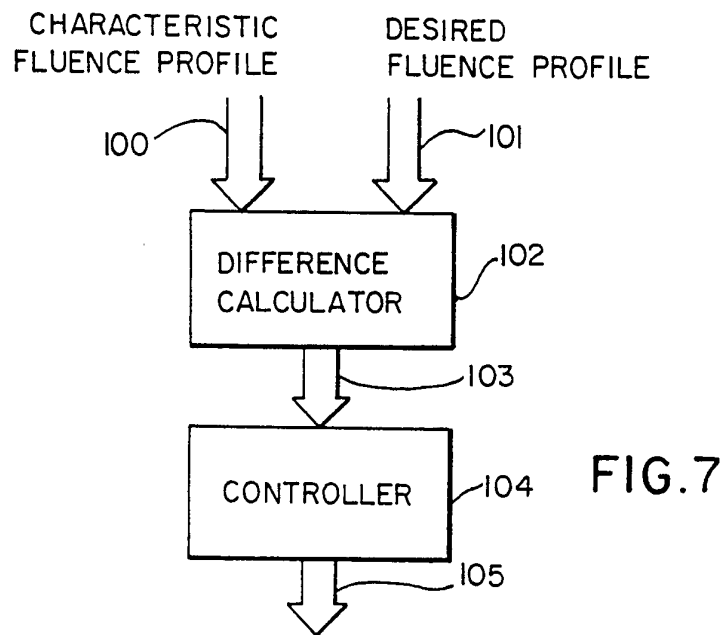 CHARACTERISTIC
FLUENCE PROFILE
DESIRED
FLUENCE PROFILE
100
101
DIFFERENCE
CALCULATOR
102
103
CONTROLLER
104
FIG.7
105